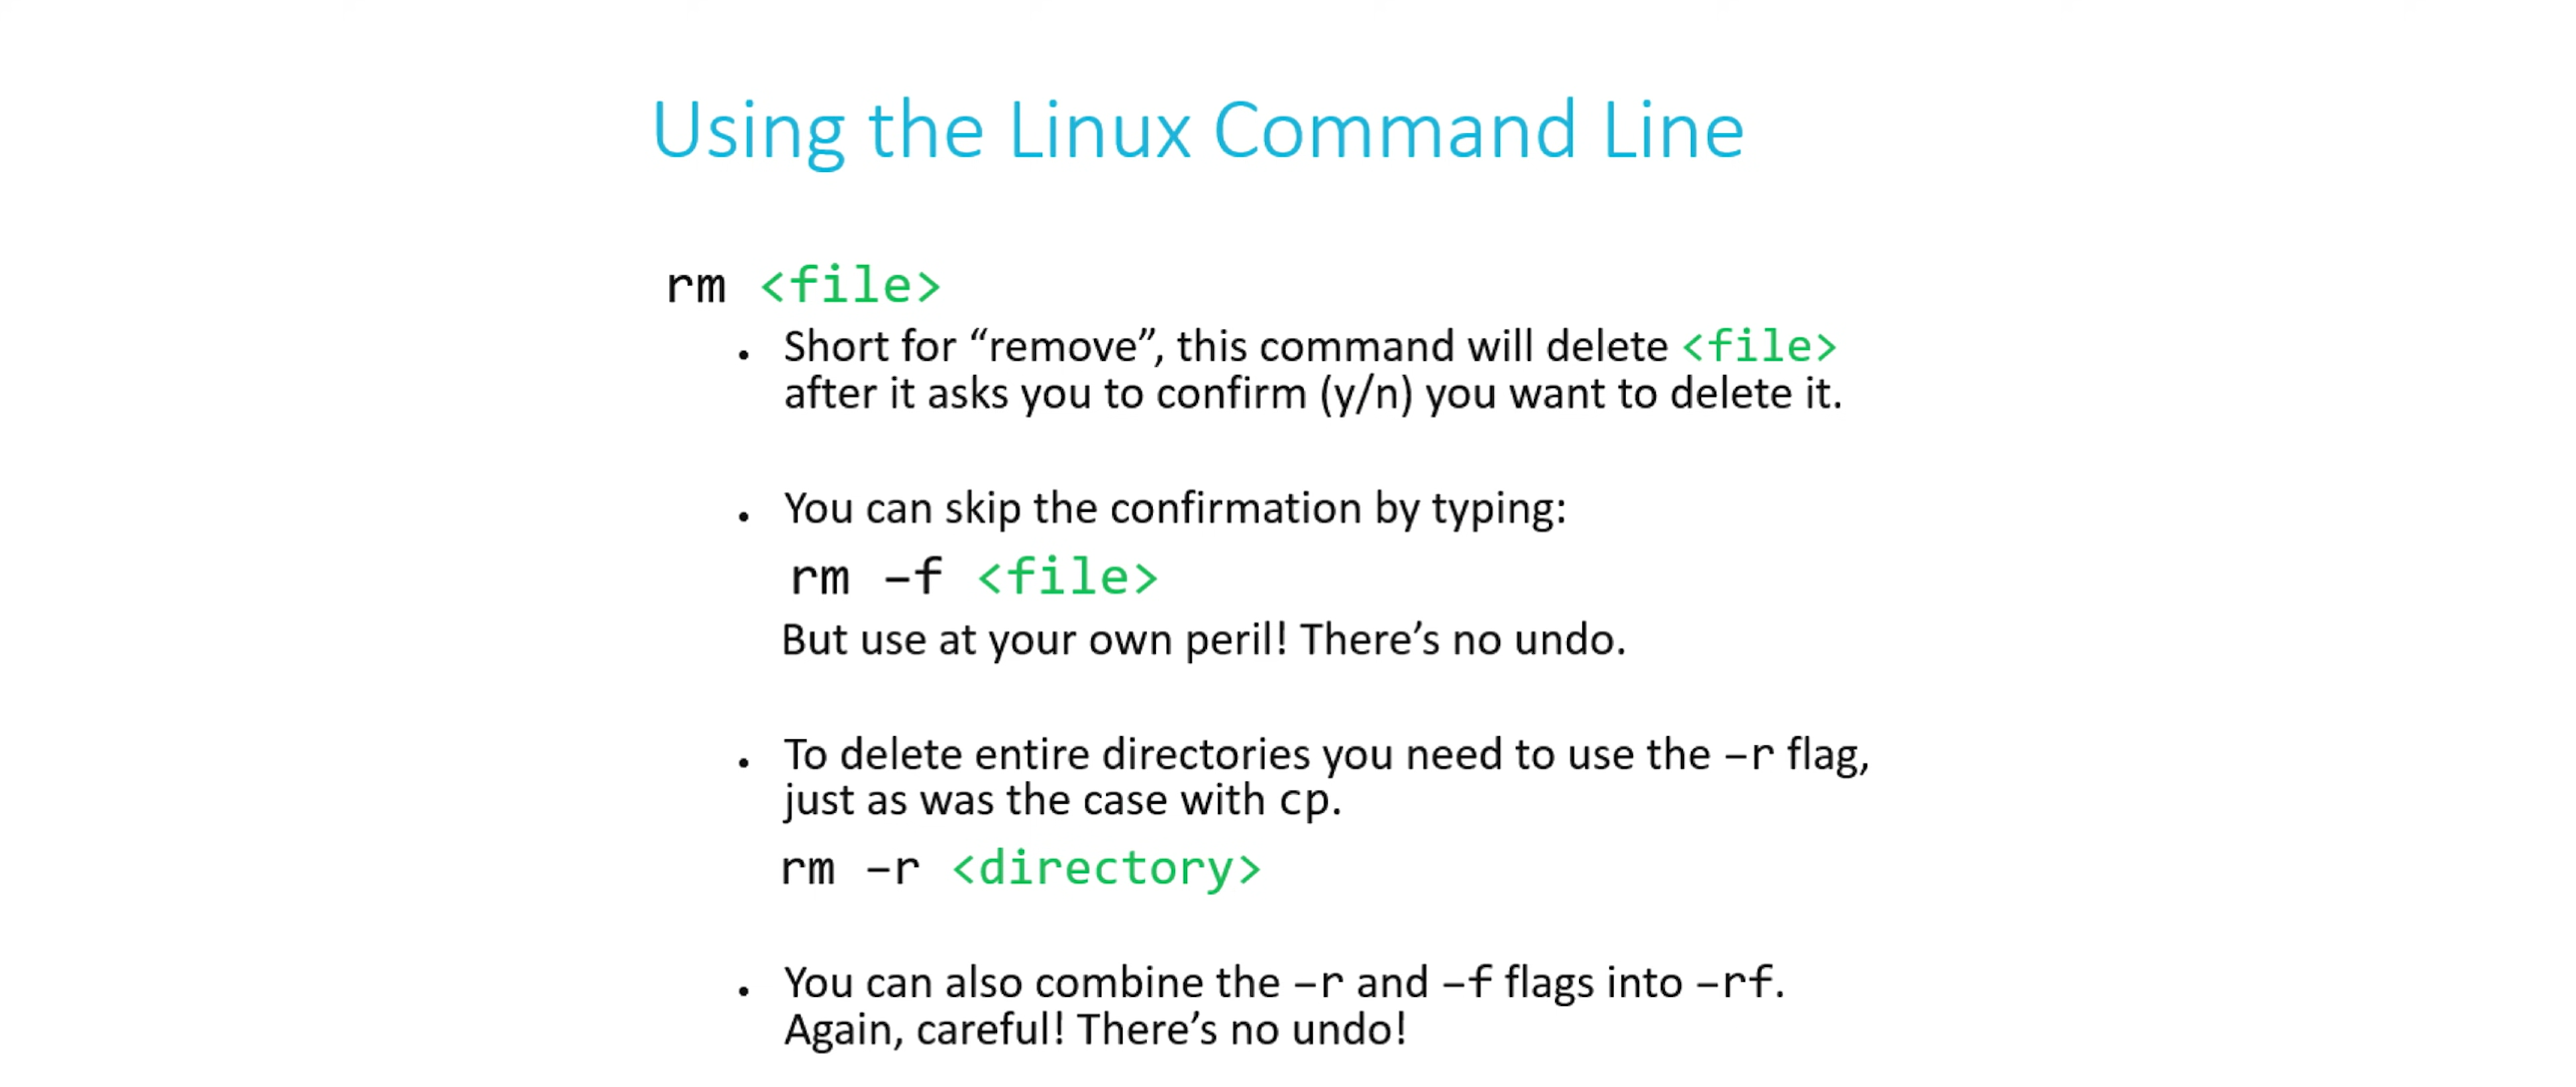 Using the Linux Command Line
rm <file>
• Short for “remove”, this command will delete <file>
after it asks you to confirm (y/n) you want to delete it.
• You can skip the confirmation by typing:
rm –f <file>
But use at your own peril! There’s no undo.
• To delete entire directories you need to use the –r flag,
just as was the case with cp.
rm –r <directory>
• You can also combine the –r and –f flags into –rf.
Again, careful! There’s no undo!